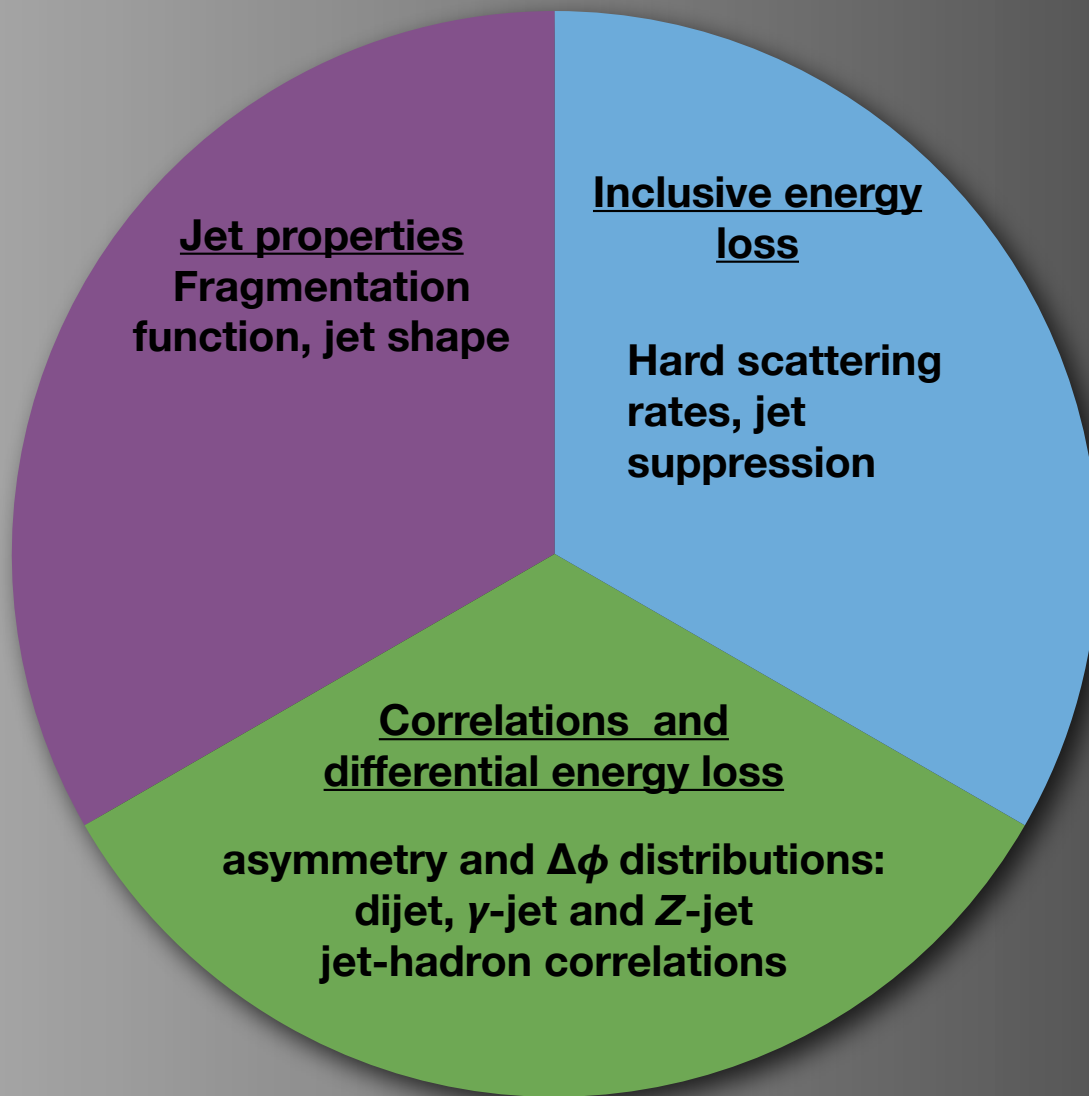 Jet properties
Fragmentation
function, jet shape
Inclusive energy
loss
Hard scattering
rates, jet
suppression
Correlations and
differential energy loss
asymmetry and Δϕ distributions:
dijet, γ-jet and Z-jet
jet-hadron correlations